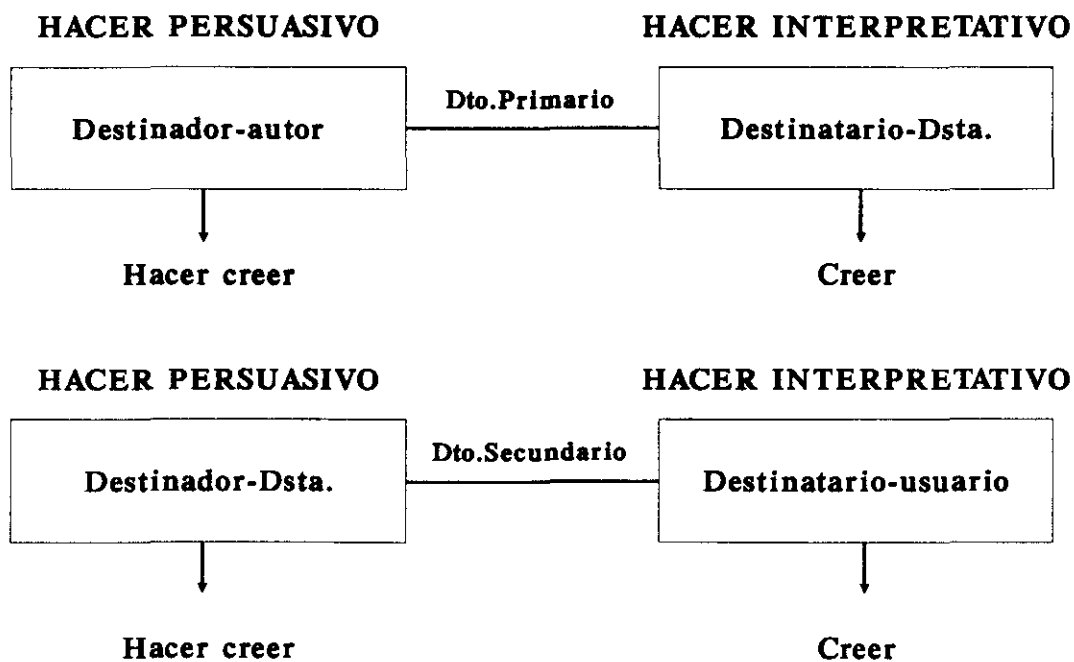 HACER PERSUASIVO
HACER INTERPRETATIVO
Destinador-autor
Dto.Primario
Destinatario-Dsta.
Hacer creer
Creer
HACER PERSUASIVO
HACER INTERPRETATIVO
Destinador-Dsta.
Dto.Secundario
Destinatario-usuario
Hacer creer
Creer